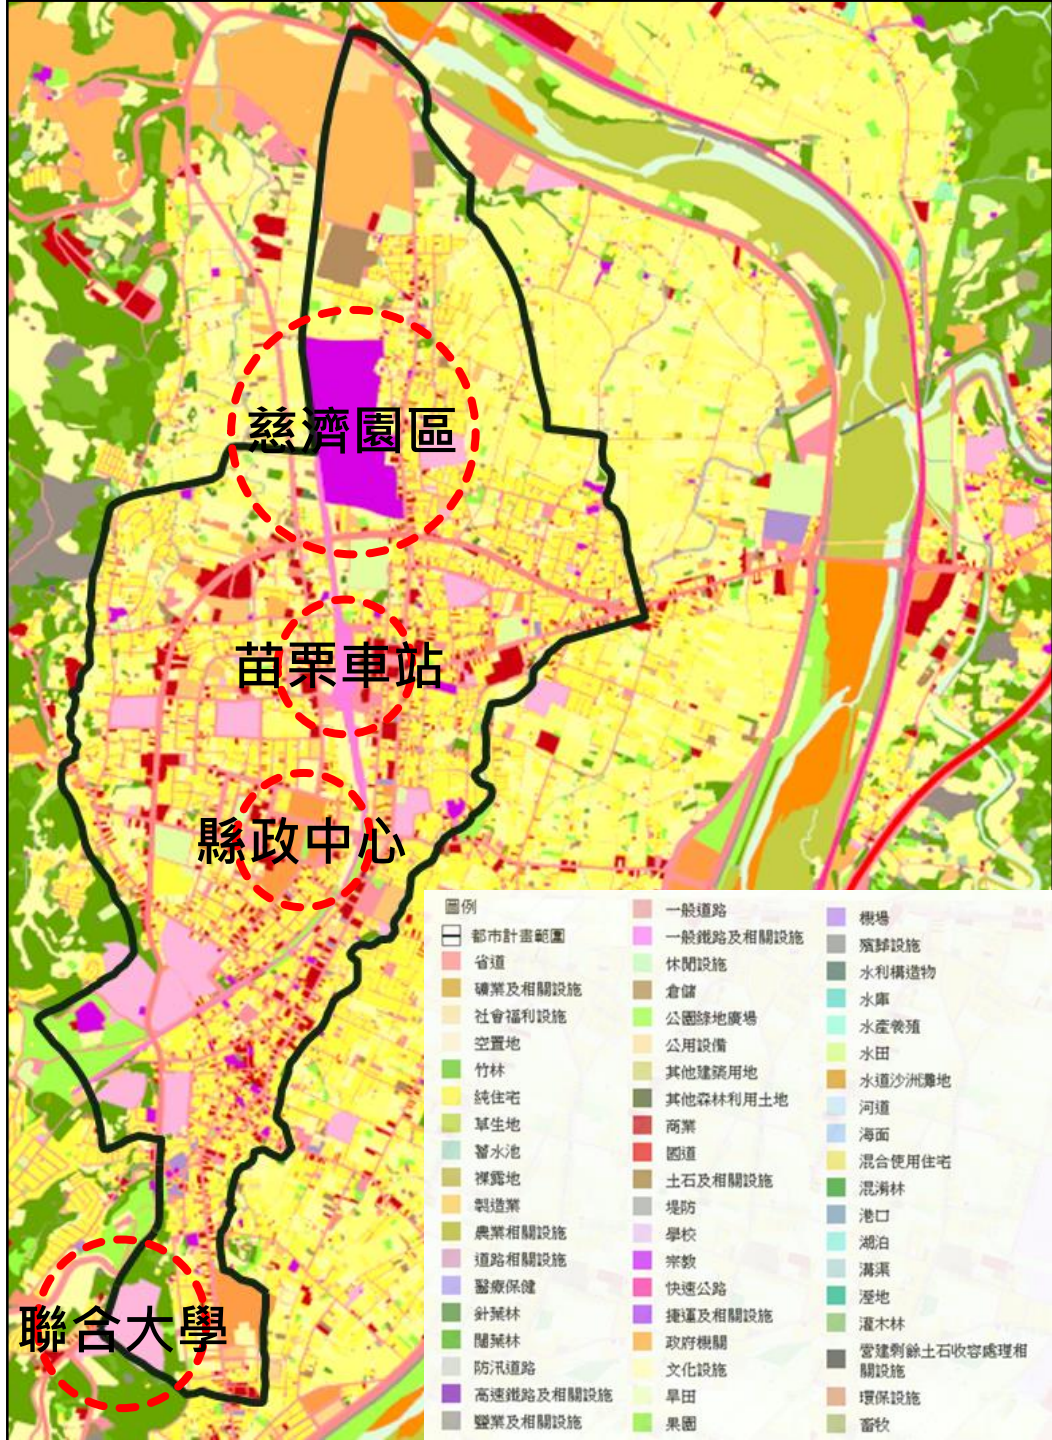 慈濟園區
苗栗車站
縣政中心
聯合大學
圖例
都市計畫範圍
省道
礦業及相關設施
社會福利設施
空置地
竹林
純住宅
草生地
蓄水池
裸露地
製造業
農業相關設施
道路相關設施
醫療保健
針葉林
闊葉林
防汛道路
高速鐵路及相關設施
鹽業及相關設施
一般道路
一般鐵路及相關設施
休閒設施
倉儲
公園綠地廣場
公用設備
其他建築用地
其他森林利用土地
商業
國道
土石及相關設施
堤防
學校
宗教
快速公路
捷運及相關設施
政府機關
文化設施
旱田
果園
機場
殯葬設施
水利構造物
水庫
水產養殖
水田
水道沙洲灘地
河道
海面
混合使用住宅
混淆林
港口
湖泊
溝渠
溼地
灌木林
營建剩餘土石收容處理相
關設施
環保設施
畜牧